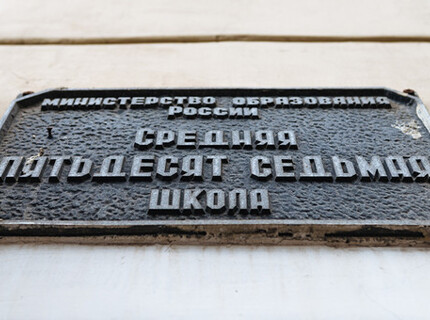 МИНИСТЕРСТВО ОБРАЗОВАНИЯ
РОССИИ
СРЕДНЯЯ
ПЯТЬДЕСЯТ СЕДЬМАЯ
ШКОЛА